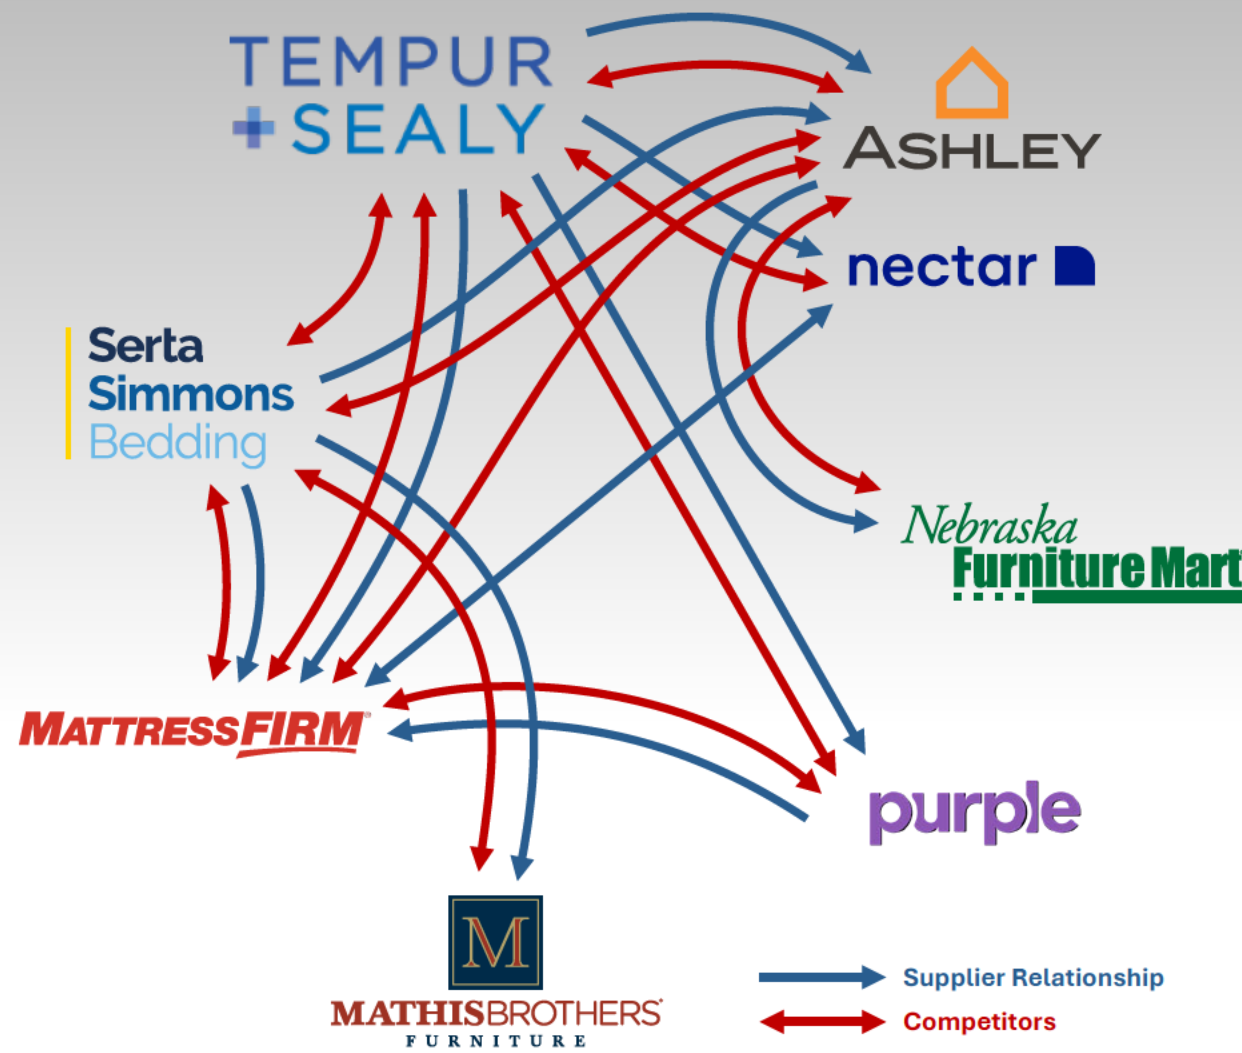 TEMPUR
+SEALY
ASHLEY
nectar
Serta
Simmons
Bedding
Nebraska
Furniture Mart
MATTRESSFIRM
purple
M
MATHISBROTHERS
FURNITURE
Supplier Relationship
Competitors